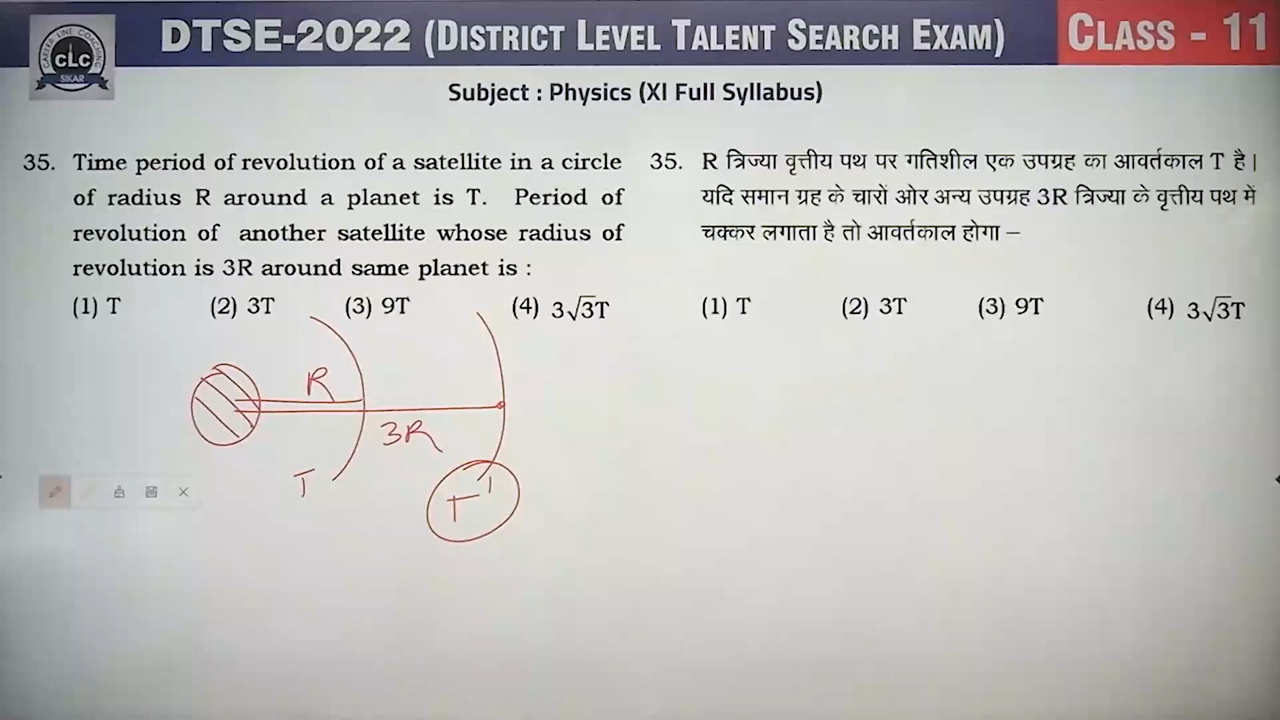 CAREER LINE COACHING
CLC
SIKAR
DTSE-2022 (DISTRICT LEVEL TALENT SEARCH EXAM)
CLASS - 11
Subject : Physics (XI Full Syllabus)
35. Time period of revolution of a satellite in a circle
of radius R around a planet is T. Period of
revolution of another satellite whose radius of
revolution is 3R around same planet is :
(1) T (2) 3T (3) 9T (4) 3√3T
35. R त्रिज्या वृत्तीय पथ पर गतिशील एक उपग्रह का आवर्तकाल T है।
यदि समान ग्रह के चारों ओर अन्य उपग्रह 3R त्रिज्या के वृत्तीय पथ में
चक्कर लगाता है तो आवर्तकाल होगा –
(1) T (2) 3T (3) 9T (4) 3√3T
R
3R
T
T'